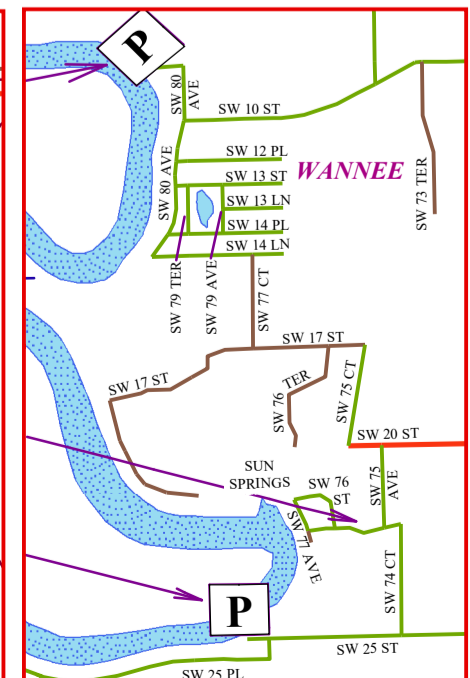 P
SW 80
AVE
SW 10 ST
SW 12 PL
WANNEE
SW 13 ST
SW 80 AVE
SW 13 LN
SW 73 TER
SW 14 PL
SW 14 LN
SW 79 TER
SW 79 AVE
SW 77 CT
SW 17 ST
SW 17 ST
SW 76
TER
SW 75 CT
SW 20 ST
SUN
SPRINGS
SW 76
ST
SW 75
AVE
SW 77 AVE
SW 74 CT
P
SW 25 ST
SW 25 PL